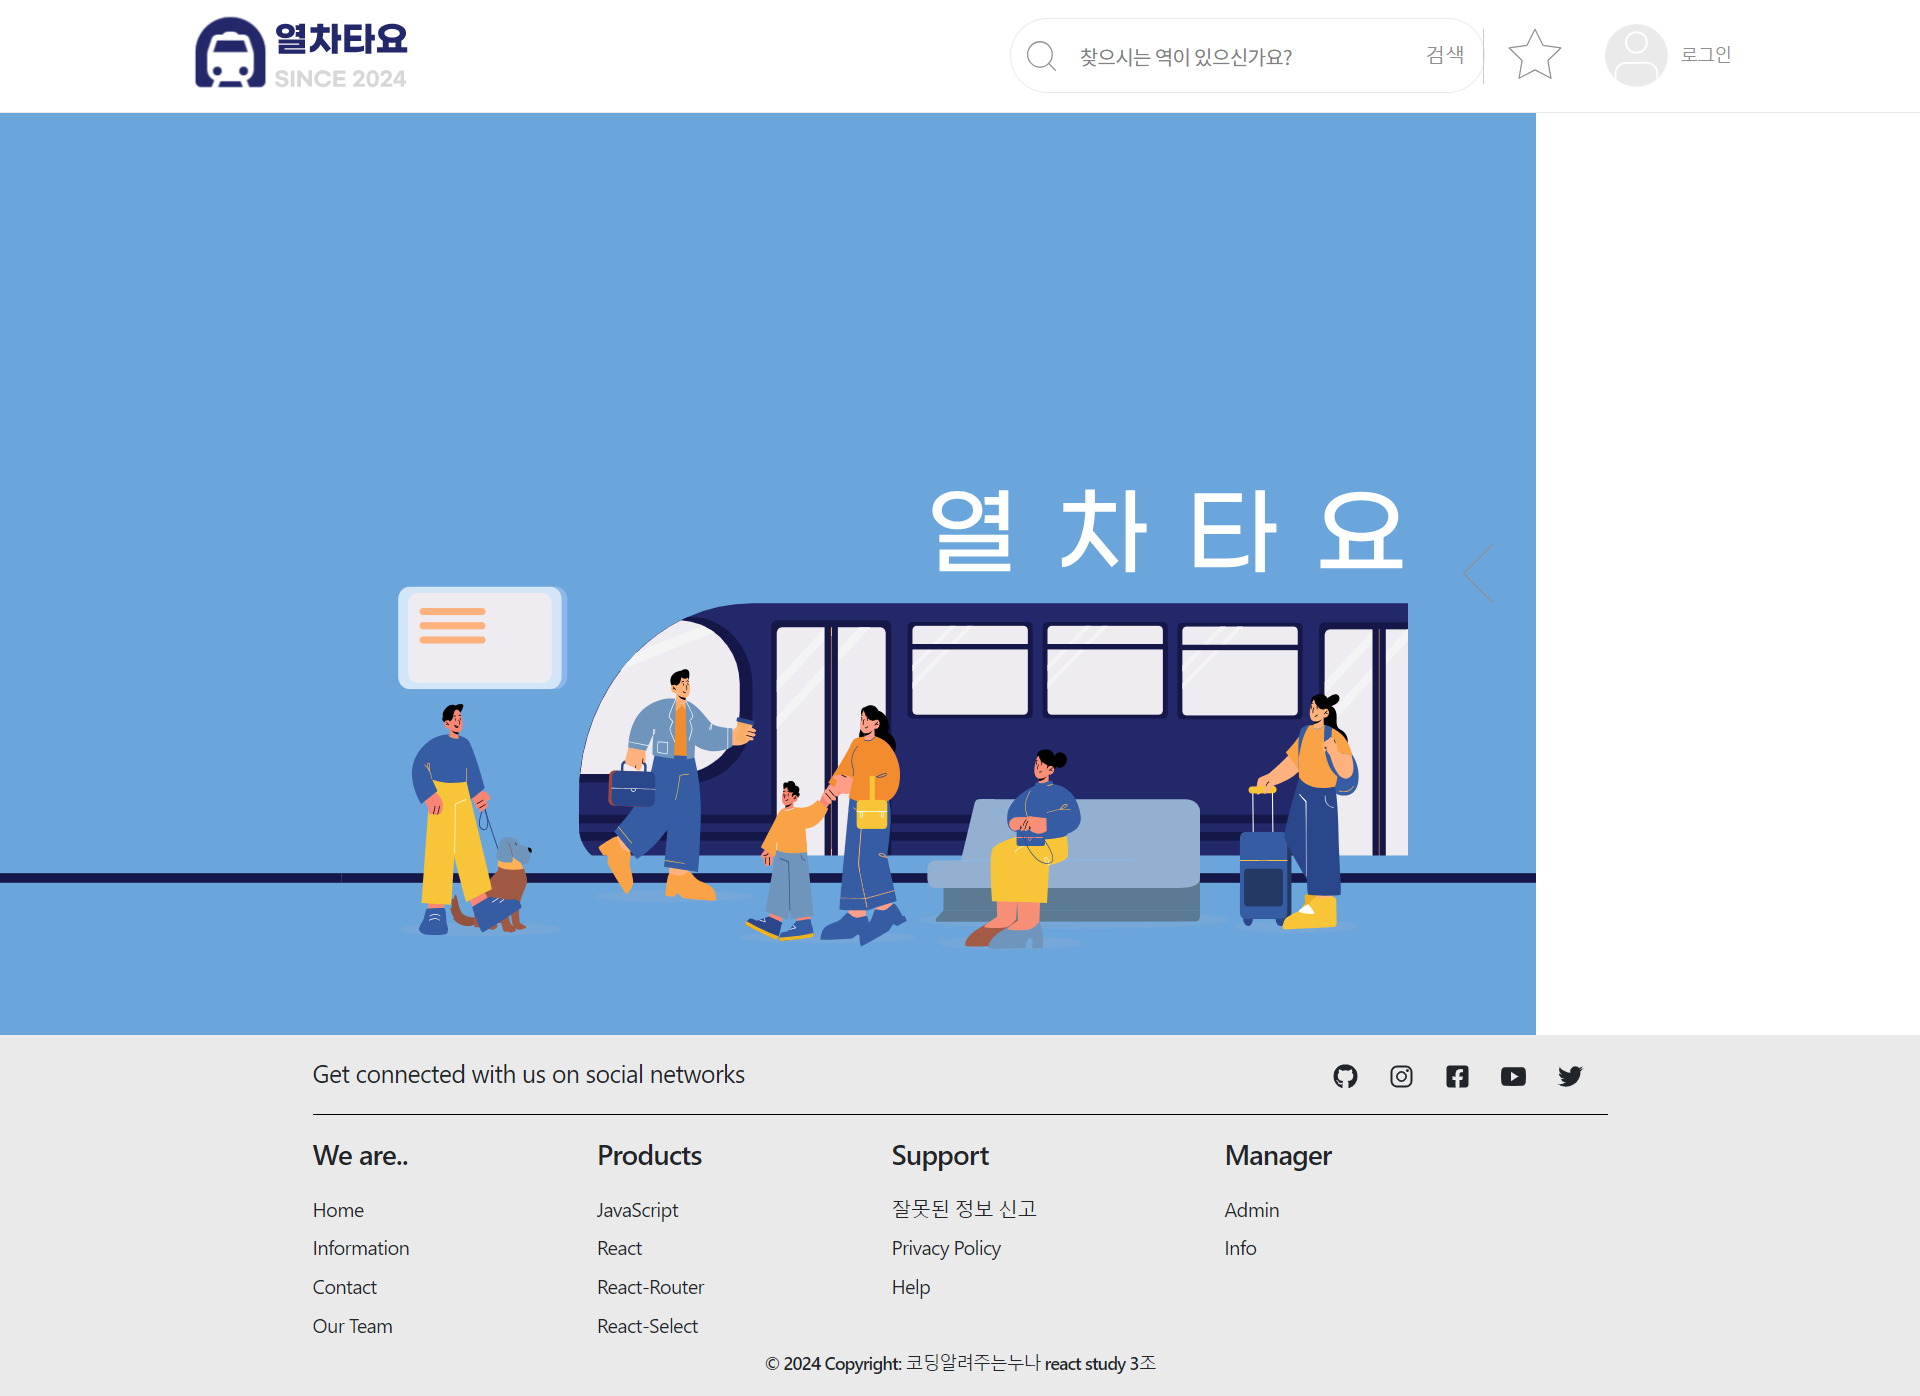 열차타요
SINCE 2024
찾으시는 역이 있으신가요?
검색
로그인
열 차 타 요
Get connected with us on social networks
We are..
Home
Information
Contact
Our Team
Products
JavaScript
React
React-Router
React-Select
Support
잘못된 정보 신고
Privacy Policy
Help
Manager
Admin
Info
© 2024 Copyright: 코딩알려주는누나 react study 3조